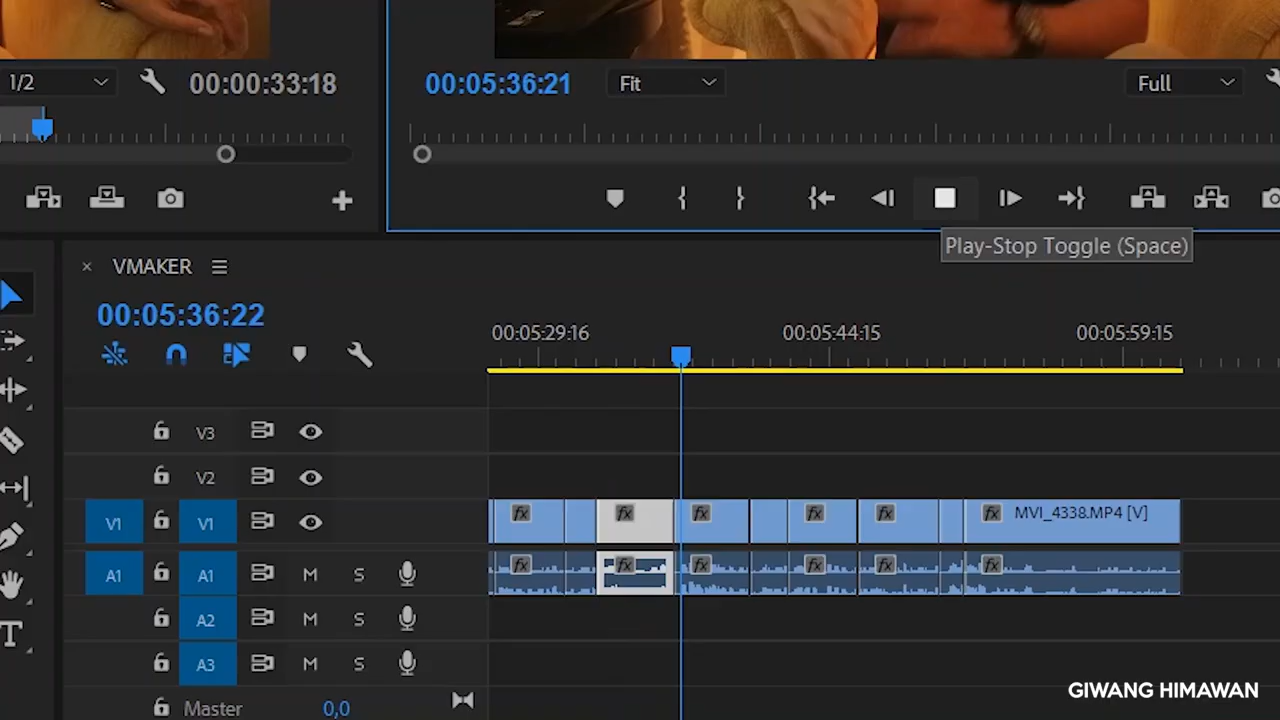 1/2
00:00:33:18
00:05:36:21
Fit
Full
Play-Stop Toggle (Space)
× VMAKER
00:05:36:22
00:05:29:16
00:05:44:15
00:05:59:15
V3
V2
V1
V1
fx
fx
fx
fx
fx
fx
MVI_4338.MP4 [V]
A1
A1
M
S
fx
fx
fx
fx
fx
fx
A2
M
S
A3
M
S
Master
0,0
GIWANG HIMAWAN